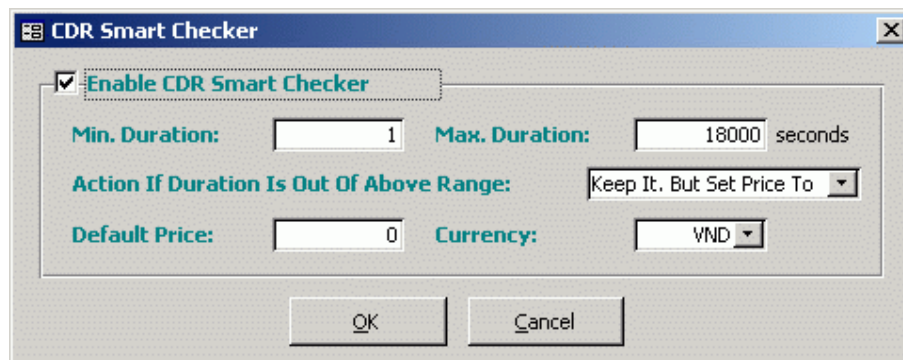 CDR Smart Checker
Enable CDR Smart Checker
Min. Duration: 1 Max. Duration: 18000 seconds
Action If Duration Is Out Of Above Range: Keep It. But Set Price To
Default Price: 0 Currency: VND
OK Cancel